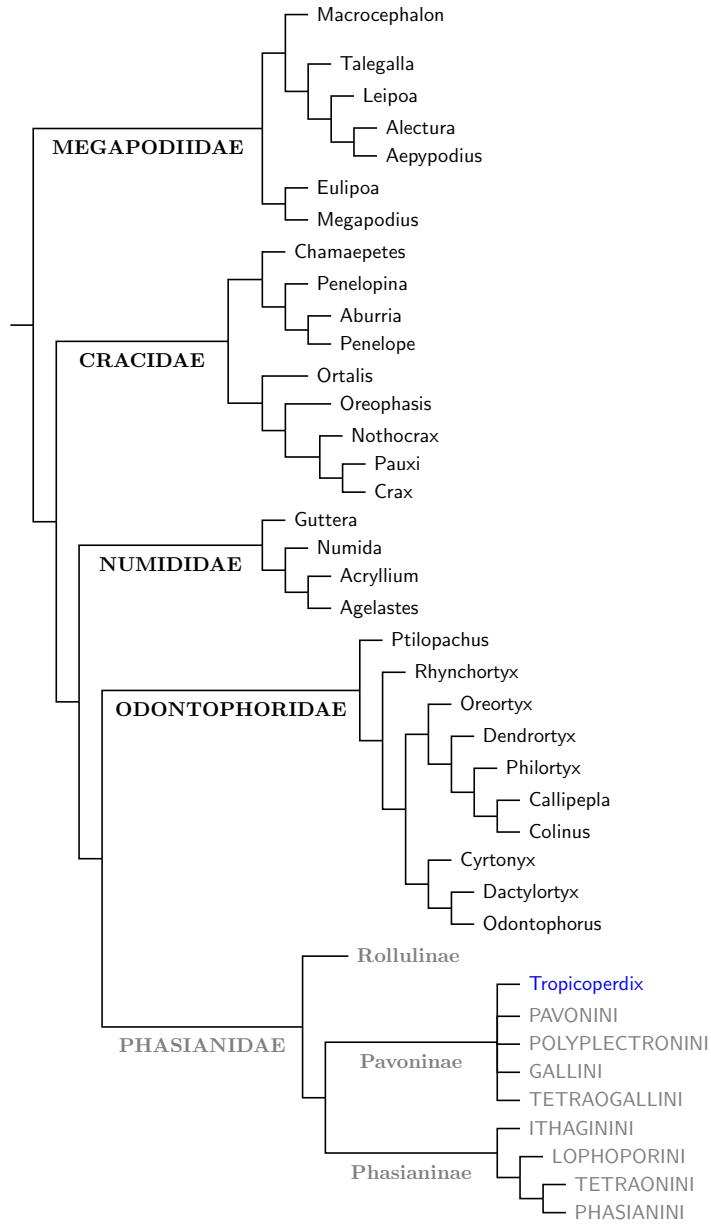 Macrocephalon
Talegalla
Leipoa
Alectura
MEGAPODIIDAE
Aepypodius
Eulipoa
Megapodius
Chamaepetes
Penelopina
Aburria
Penelope
CRACIDAE
Ortalis
Oreophasis
Nothocrax
Pauxi
Crax
Guttera
Numida
NUMIDIDAE
Acryllium
Agelastes
Ptilopachus
Rhynchortyx
Oreortyx
ODONTOPHORIDAE
Dendrortyx
Philortyx
Callipepla
Colinus
Cyrtonyx
Dactylortyx
Odontophorus
Rollulinae
Tropicoperdix
PAVONINI
PHASIANIDAE
POLYPLECTRONINI
Pavoninae
GALLINI
TETRAOGALLINI
ITHAGININI
LOPHOPORINI
Phasianinae
TETRAONINI
PHASIANINI